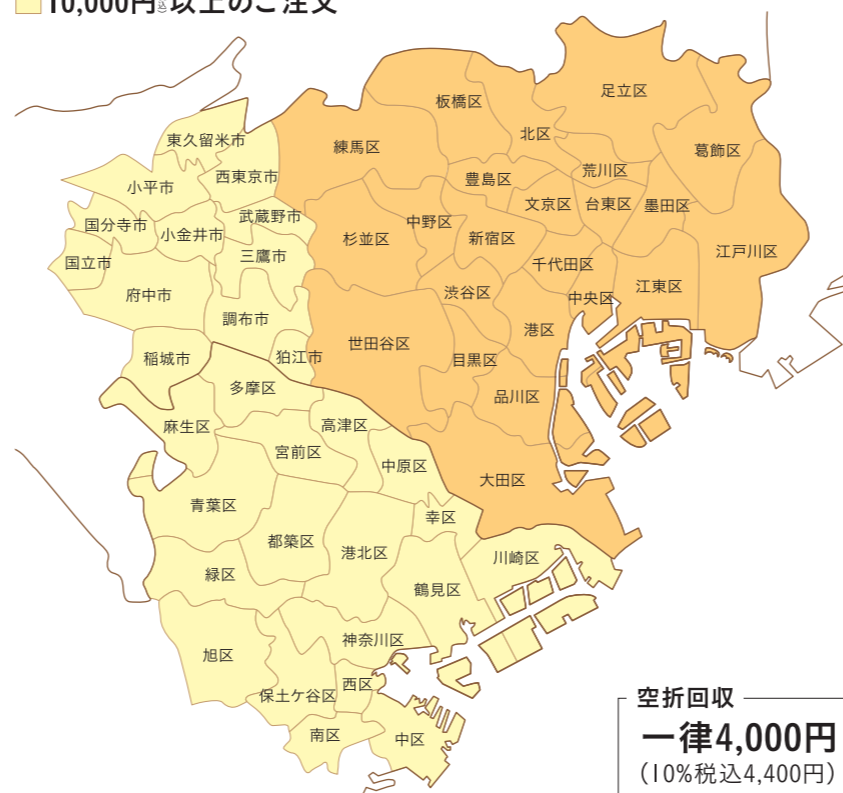 10,000円(税込)以上のご注文
足立区
板橋区
北区
葛飾区
練馬区
東久留米市
荒川区
西東京市
豊島区
小平市
文京区
台東区
墨田区
武蔵野市
中野区
国分寺市
小金井市
杉並区
新宿区
江戸川区
三鷹市
国立市
千代田区
江東区
府中市
渋谷区
中央区
調布市
港区
世田谷区
稲城市
狛江市
目黒区
多摩区
品川区
麻生区
高津区
宮前区
中原区
大田区
青葉区
幸区
都築区
港北区
川崎区
緑区
鶴見区
神奈川区
旭区
西区
保土ケ谷区
南区
中区
空折回収
一律4,000円
(10%税込4,400円)